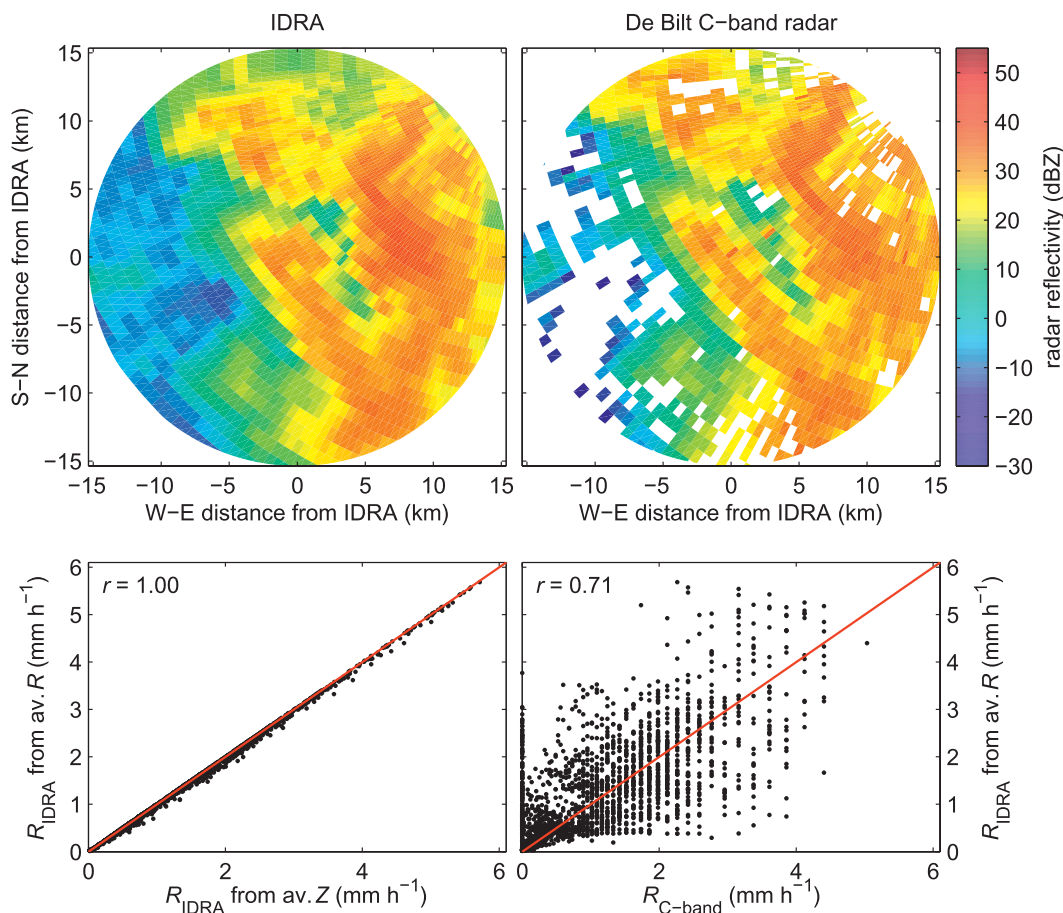 IDRA
De Bilt C−band radar
15
10
5
0
−5
−10
−15
S−N distance from IDRA (km)
−15 −10 −5 0 5 10 15
W−E distance from IDRA (km)
−15 −10 −5 0 5 10 15
W−E distance from IDRA (km)
50
40
30
20
10
0
−10
−20
−30
radar reflectivity (dBZ)
r = 1.00
6
5
4
3
2
1
0
R_IDRA from av. R (mm h⁻¹)
0 2 4 6
R_IDRA from av. Z (mm h⁻¹)
r = 0.71
0 2 4 6
R_C−band (mm h⁻¹)
6
5
4
3
2
1
0
R_IDRA from av. R (mm h⁻¹)